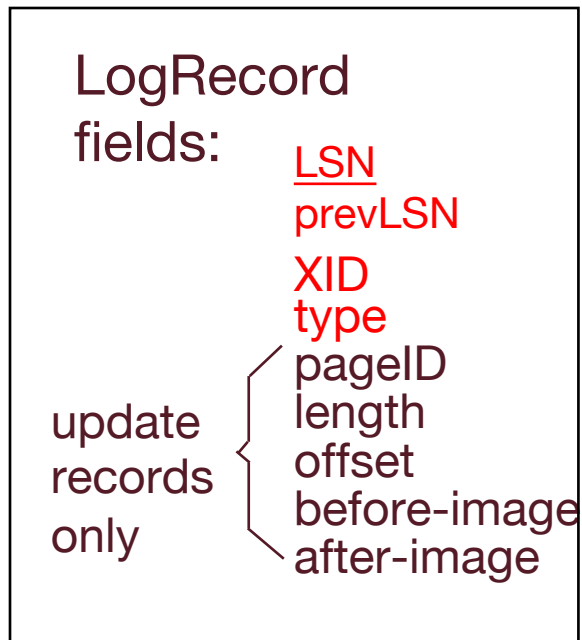 LogRecord
fields:
LSN
prevLSN
XID
type
pageID
length
offset
before-image
after-image
update
records
only